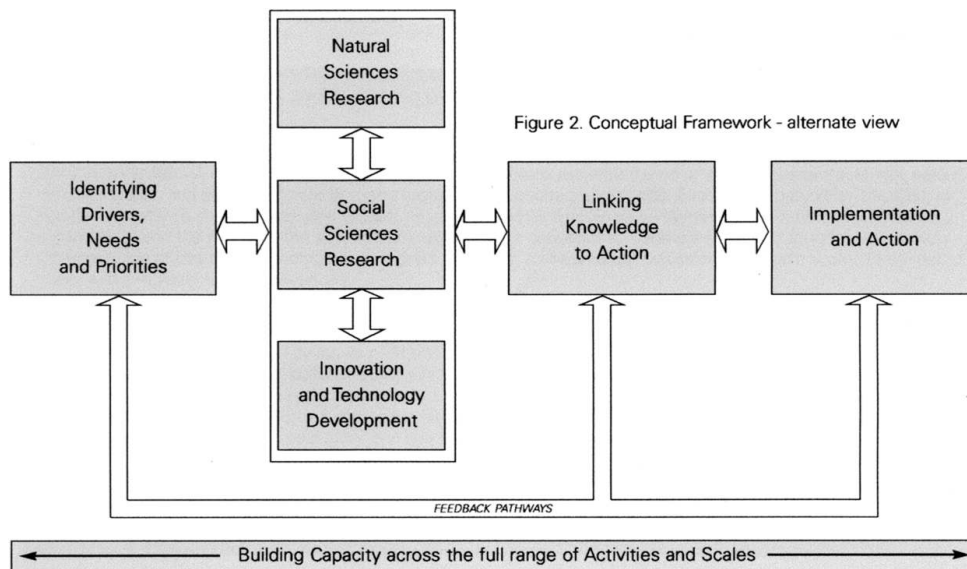 Natural
Sciences
Research
Figure 2. Conceptual Framework - alternate view
Identifying
Drivers,
Needs
and Priorities
Social
Sciences
Research
Linking
Knowledge
to Action
Implementation
and Action
Innovation
and Technology
Development
FEEDBACK PATHWAYS
Building Capacity across the full range of Activities and Scales